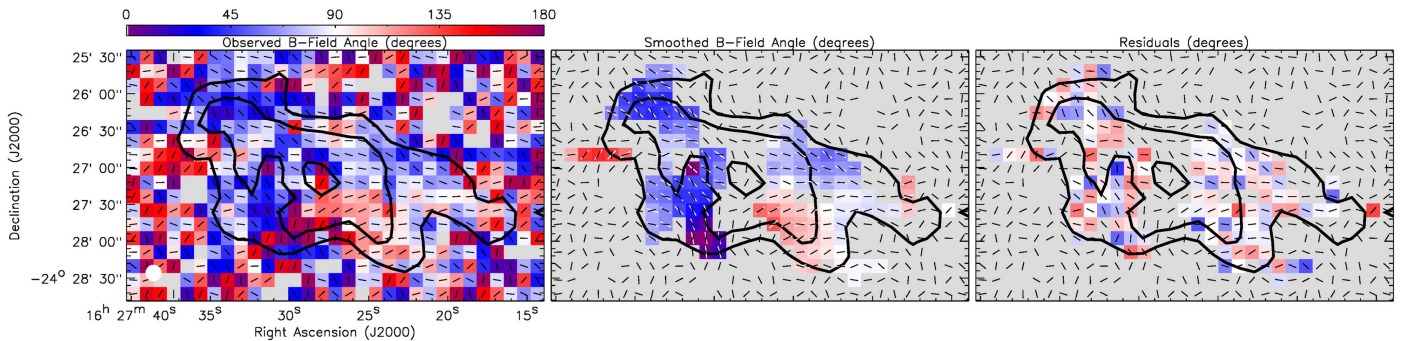 0 45 90 135 180
Observed B-Field Angle (degrees) Smoothed B-Field Angle (degrees) Residuals (degrees)
25' 30"
26' 00"
26' 30"
27' 00"
27' 30"
28' 00"
-24° 28' 30"
Declination (J2000)
16h 27m 40s 35s 30s 25s 20s 15s
Right Ascension (J2000)